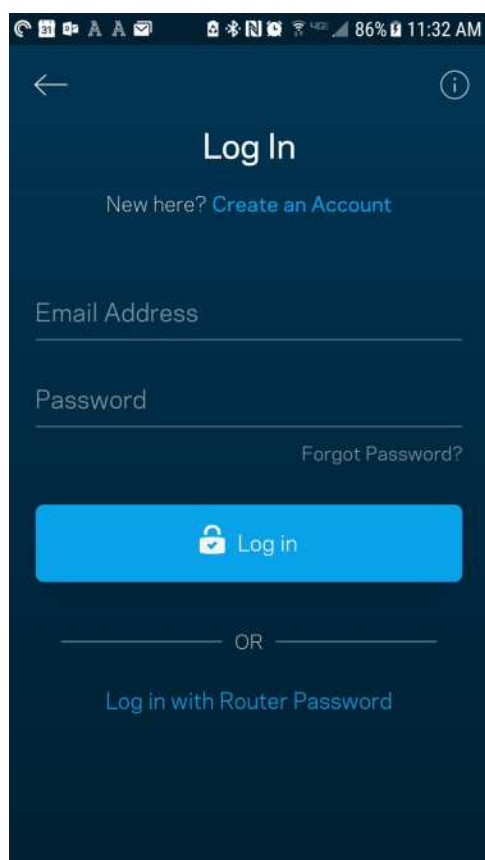 31 86% 11:32 AM
Log In
New here? Create an Account
Email Address
Password
Forgot Password?
Log in
OR
Log in with Router Password